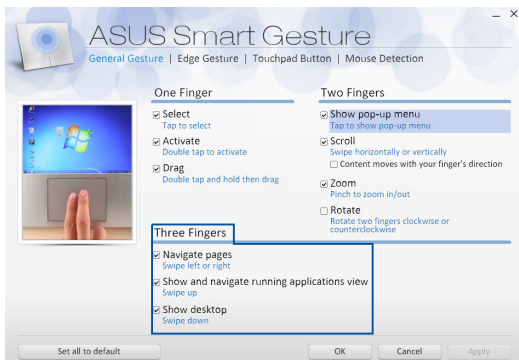 ASUS Smart Gesture
General Gesture | Edge Gesture | Touchpad Button | Mouse Detection
One Finger
Select
Tap to select
Activate
Double tap to activate
Drag
Double tap and hold then drag
Two Fingers
Show pop-up menu
Tap to show pop-up menu
Scroll
Swipe horizontally or vertically
Content moves with your finger's direction
Zoom
Pinch to zoom in/out
Rotate
Rotate two fingers clockwise or
counterclockwise
Three Fingers
Navigate pages
Swipe left or right
Show and navigate running applications view
Swipe up
Show desktop
Swipe down
Set all to default
OK
Cancel
Apply